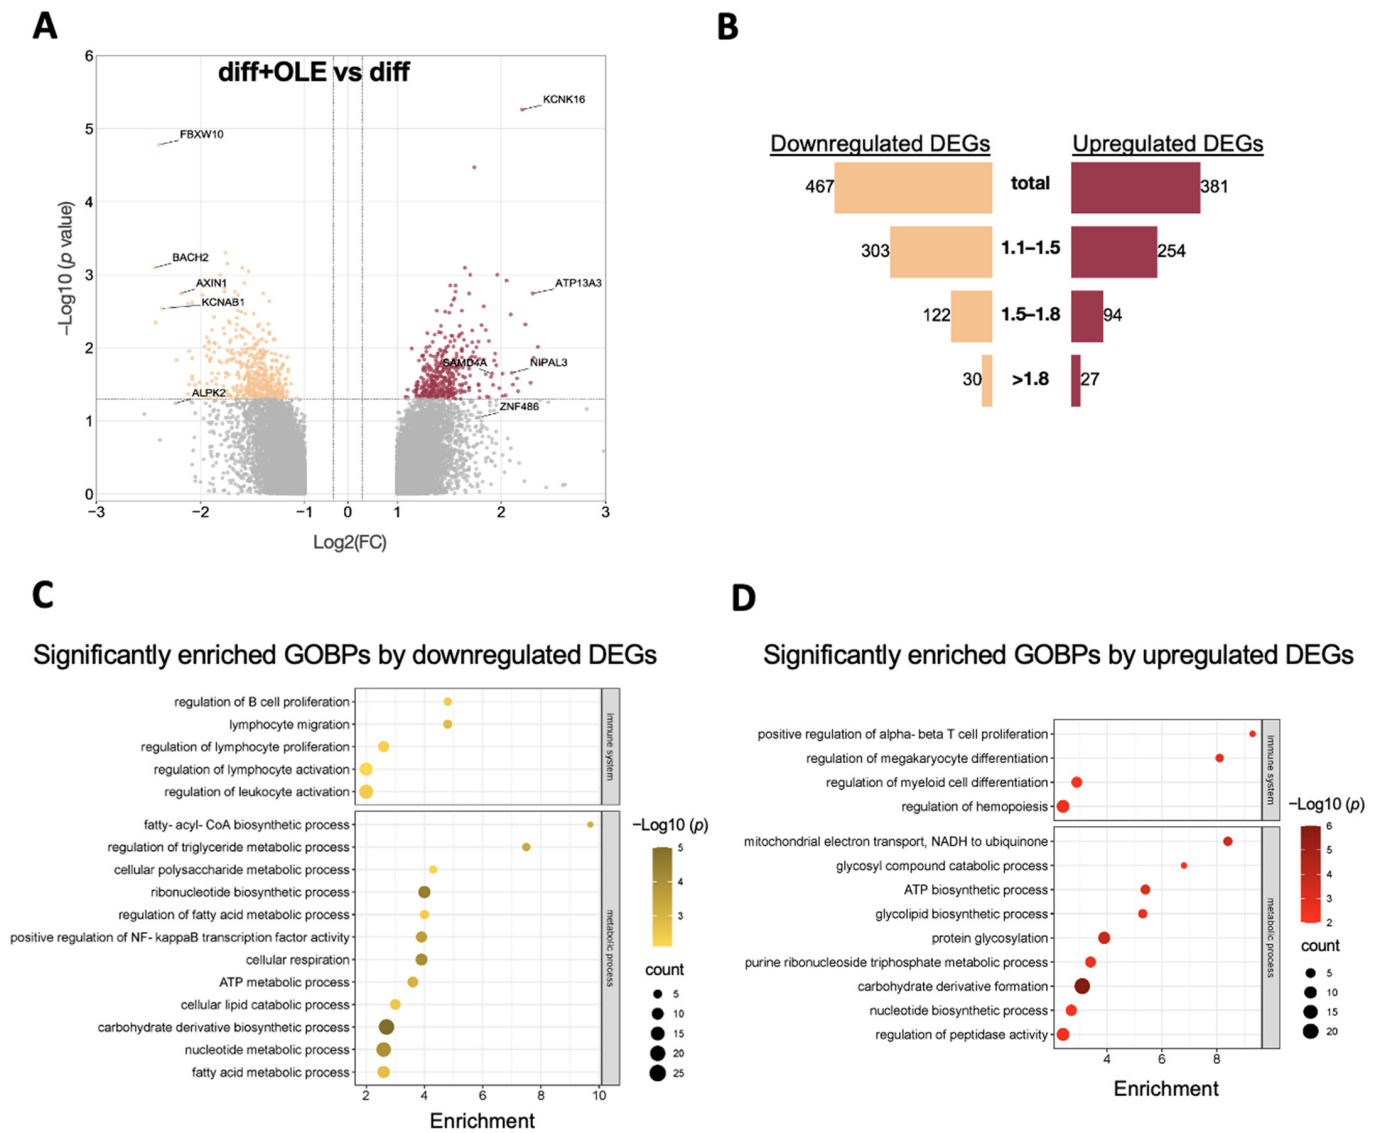 A
diff+OLE vs diff
6
5
4
3
2
1
0
−Log10 (p value)
KCNK16
FBXW10
BACH2
AXIN1
KCNAB1
ATP13A3
SAMD4A
NIPAL3
ALPK2
ZNF486
−3 −2 −1 0 1 2 3
Log2(FC)
B
Downregulated DEGs Upregulated DEGs
467 total 381
303 1.1–1.5 254
122 1.5–1.8 94
30 >1.8 27
C
Significantly enriched GOBPs by downregulated DEGs
regulation of B cell proliferation
lymphocyte migration
regulation of lymphocyte proliferation
regulation of lymphocyte activation
regulation of leukocyte activation
immune system
fatty- acyl- CoA biosynthetic process
regulation of triglyceride metabolic process
cellular polysaccharide metabolic process
ribonucleotide biosynthetic process
regulation of fatty acid metabolic process
positive regulation of NF- kappaB transcription factor activity
cellular respiration
ATP metabolic process
cellular lipid catabolic process
carbohydrate derivative biosynthetic process
nucleotide metabolic process
fatty acid metabolic process
metabolic process
2 4 6 8 10
Enrichment
−Log10 (p)
5
4
3
count
5
10
15
20
25
D
Significantly enriched GOBPs by upregulated DEGs
positive regulation of alpha- beta T cell proliferation
regulation of megakaryocyte differentiation
regulation of myeloid cell differentiation
regulation of hemopoiesis
immune system
mitochondrial electron transport, NADH to ubiquinone
glycosyl compound catabolic process
ATP biosynthetic process
glycolipid biosynthetic process
protein glycosylation
purine ribonucleoside triphosphate metabolic process
carbohydrate derivative formation
nucleotide biosynthetic process
regulation of peptidase activity
metabolic process
4 6 8
Enrichment
−Log10 (p)
6
5
4
3
2
count
5
10
15
20